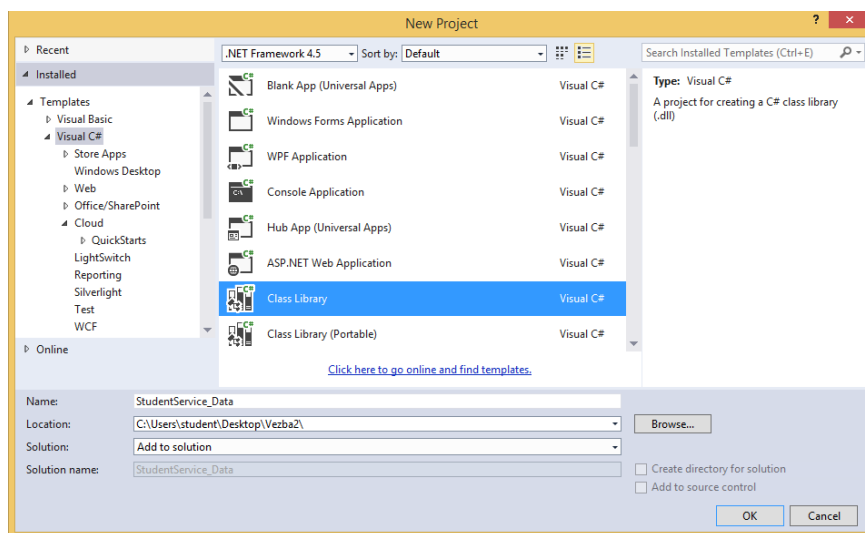 New Project
? ×
Recent
.NET Framework 4.5 Sort by: Default
Search Installed Templates (Ctrl+E)
Installed
Templates
Visual Basic
Visual C#
Store Apps
Windows Desktop
Web
Office/SharePoint
Cloud
QuickStarts
LightSwitch
Reporting
Silverlight
Test
WCF
Online
Blank App (Universal Apps) Visual C#
Windows Forms Application Visual C#
WPF Application Visual C#
Console Application Visual C#
Hub App (Universal Apps) Visual C#
ASP.NET Web Application Visual C#
Class Library Visual C#
Class Library (Portable) Visual C#
Click here to go online and find templates.
Type: Visual C#
A project for creating a C# class library
(.dll)
Name: StudentService_Data
Location: C:\Users\student\Desktop\Vezba2\ Browse...
Solution: Add to solution
Solution name: StudentService_Data
Create directory for solution
Add to source control
OK Cancel